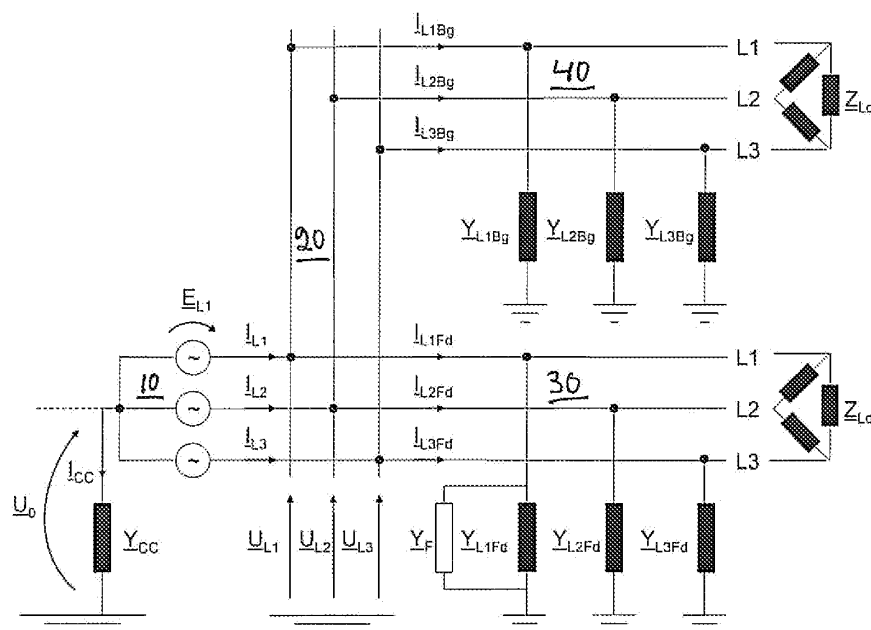 I_L1Bg
I_L2Bg
40
I_L3Bg
L1
L2
L3
Z_Ld
Y_L1Bg Y_L2Bg Y_L3Bg
20
E_L1
I_L1 I_L1Fd
10
I_L2 I_L2Fd
30
I_L3 I_L3Fd
L1
L2
L3
Z_Ld
I_CC
U_0
Y_CC
U_L1 U_L2 U_L3
Y_F Y_L1Fd Y_L2Fd Y_L3Fd